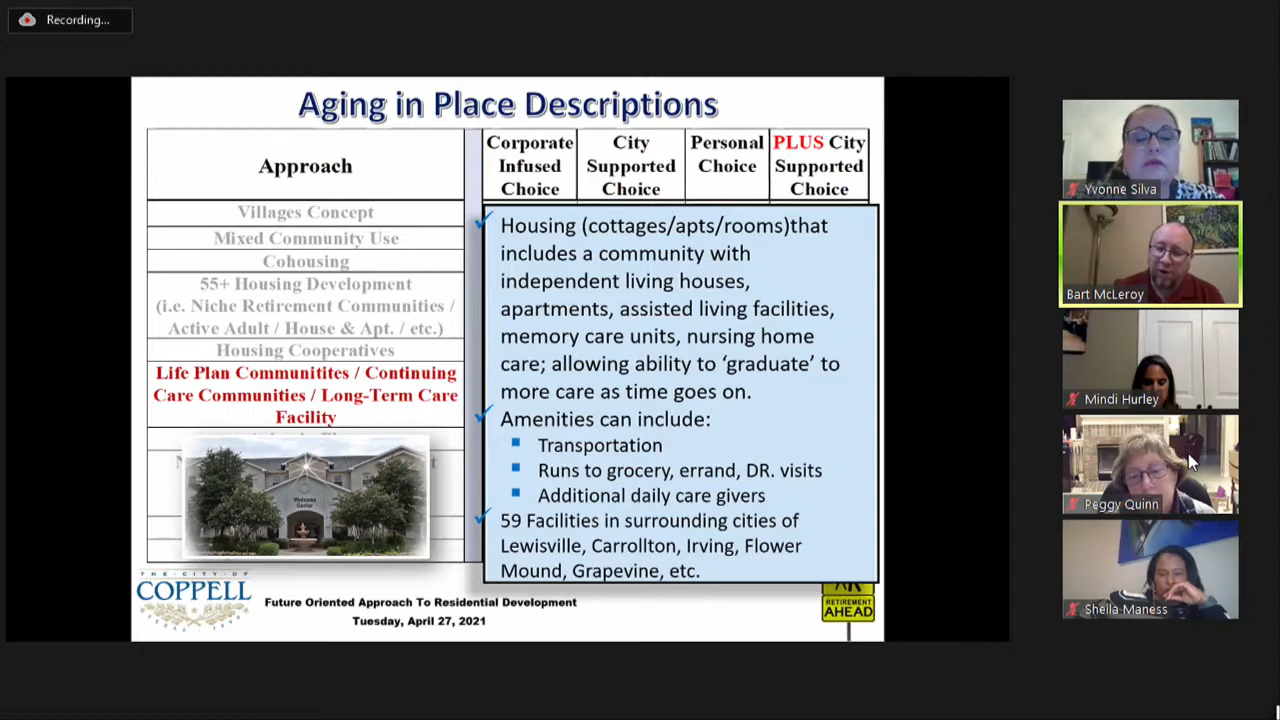 Recording...
Aging in Place Descriptions
Approach
Corporate
Infused
Choice
City
Supported
Choice
Personal
Choice
PLUS City
Supported
Choice
Villages Concept
Mixed Community Use
Cohousing
55+ Housing Development
(i.e. Niche Retirement Communities /
Active Adult / House & Apt. / etc.)
Housing Cooperatives
Life Plan Communitites / Continuing
Care Communities / Long-Term Care
Facility
Welcome
Center
Housing (cottages/apts/rooms)that
includes a community with
independent living houses,
apartments, assisted living facilities,
memory care units, nursing home
care; allowing ability to ‘graduate’ to
more care as time goes on.
Amenities can include:
Transportation
Runs to grocery, errand, DR. visits
Additional daily care givers
59 Facilities in surrounding cities of
Lewisville, Carrollton, Irving, Flower
Mound, Grapevine, etc.
THE CITY OF
COPPELL
Future Oriented Approach To Residential Development
Tuesday, April 27, 2021
RETIREMENT
AHEAD
Yvonne Silva
Bart McLeroy
Mindi Hurley
Peggy Quinn
Sheila Maness